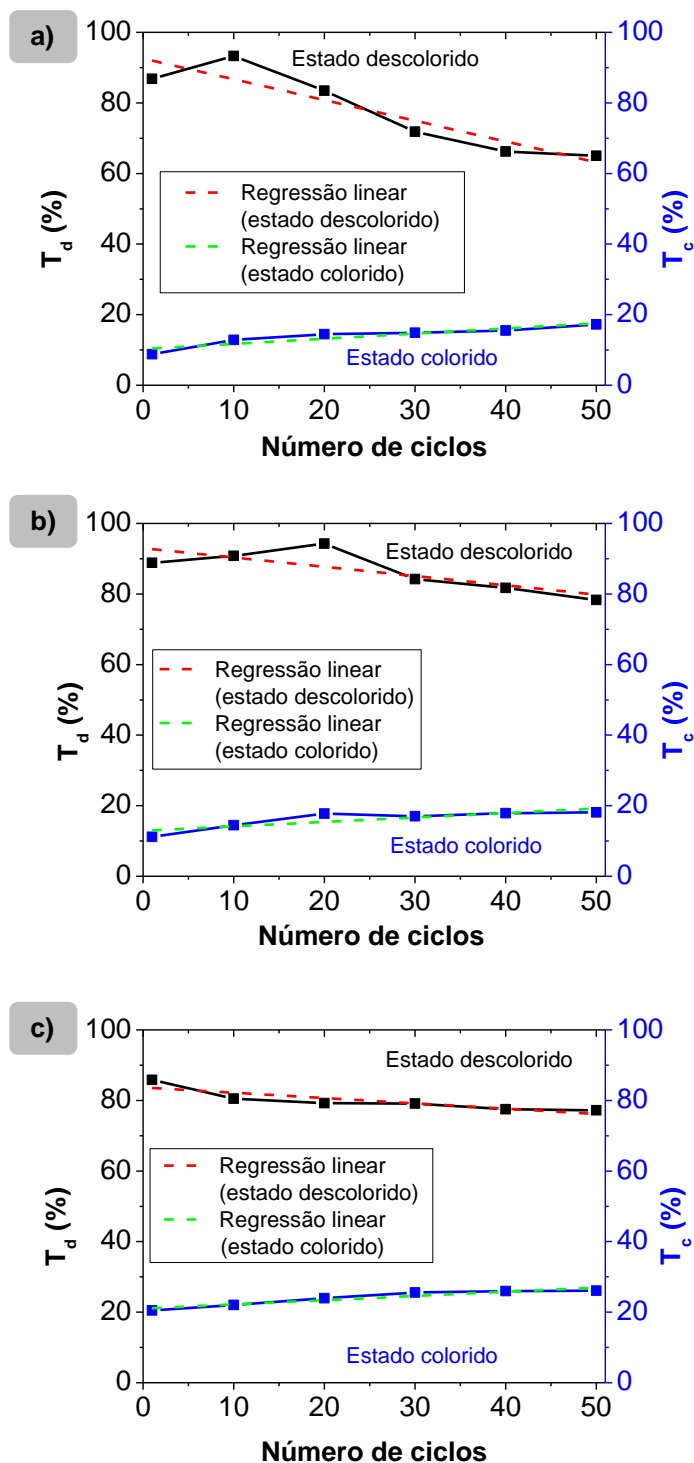 a)
100
80
60
40
20
0
T_d (%)
Estado descolorido
Regressão linear
(estado descolorido)
Regressão linear
(estado colorido)
Estado colorido
100
80
60
40
20
0
T_c (%)
0 10 20 30 40 50
Número de ciclos
b)
100
80
60
40
20
0
T_d (%)
Estado descolorido
Regressão linear
(estado descolorido)
Regressão linear
(estado colorido)
Estado colorido
100
80
60
40
20
0
T_c (%)
0 10 20 30 40 50
Número de ciclos
c)
100
80
60
40
20
0
T_d (%)
Estado descolorido
Regressão linear
(estado descolorido)
Regressão linear
(estado colorido)
Estado colorido
100
80
60
40
20
0
T_c (%)
0 10 20 30 40 50
Número de ciclos